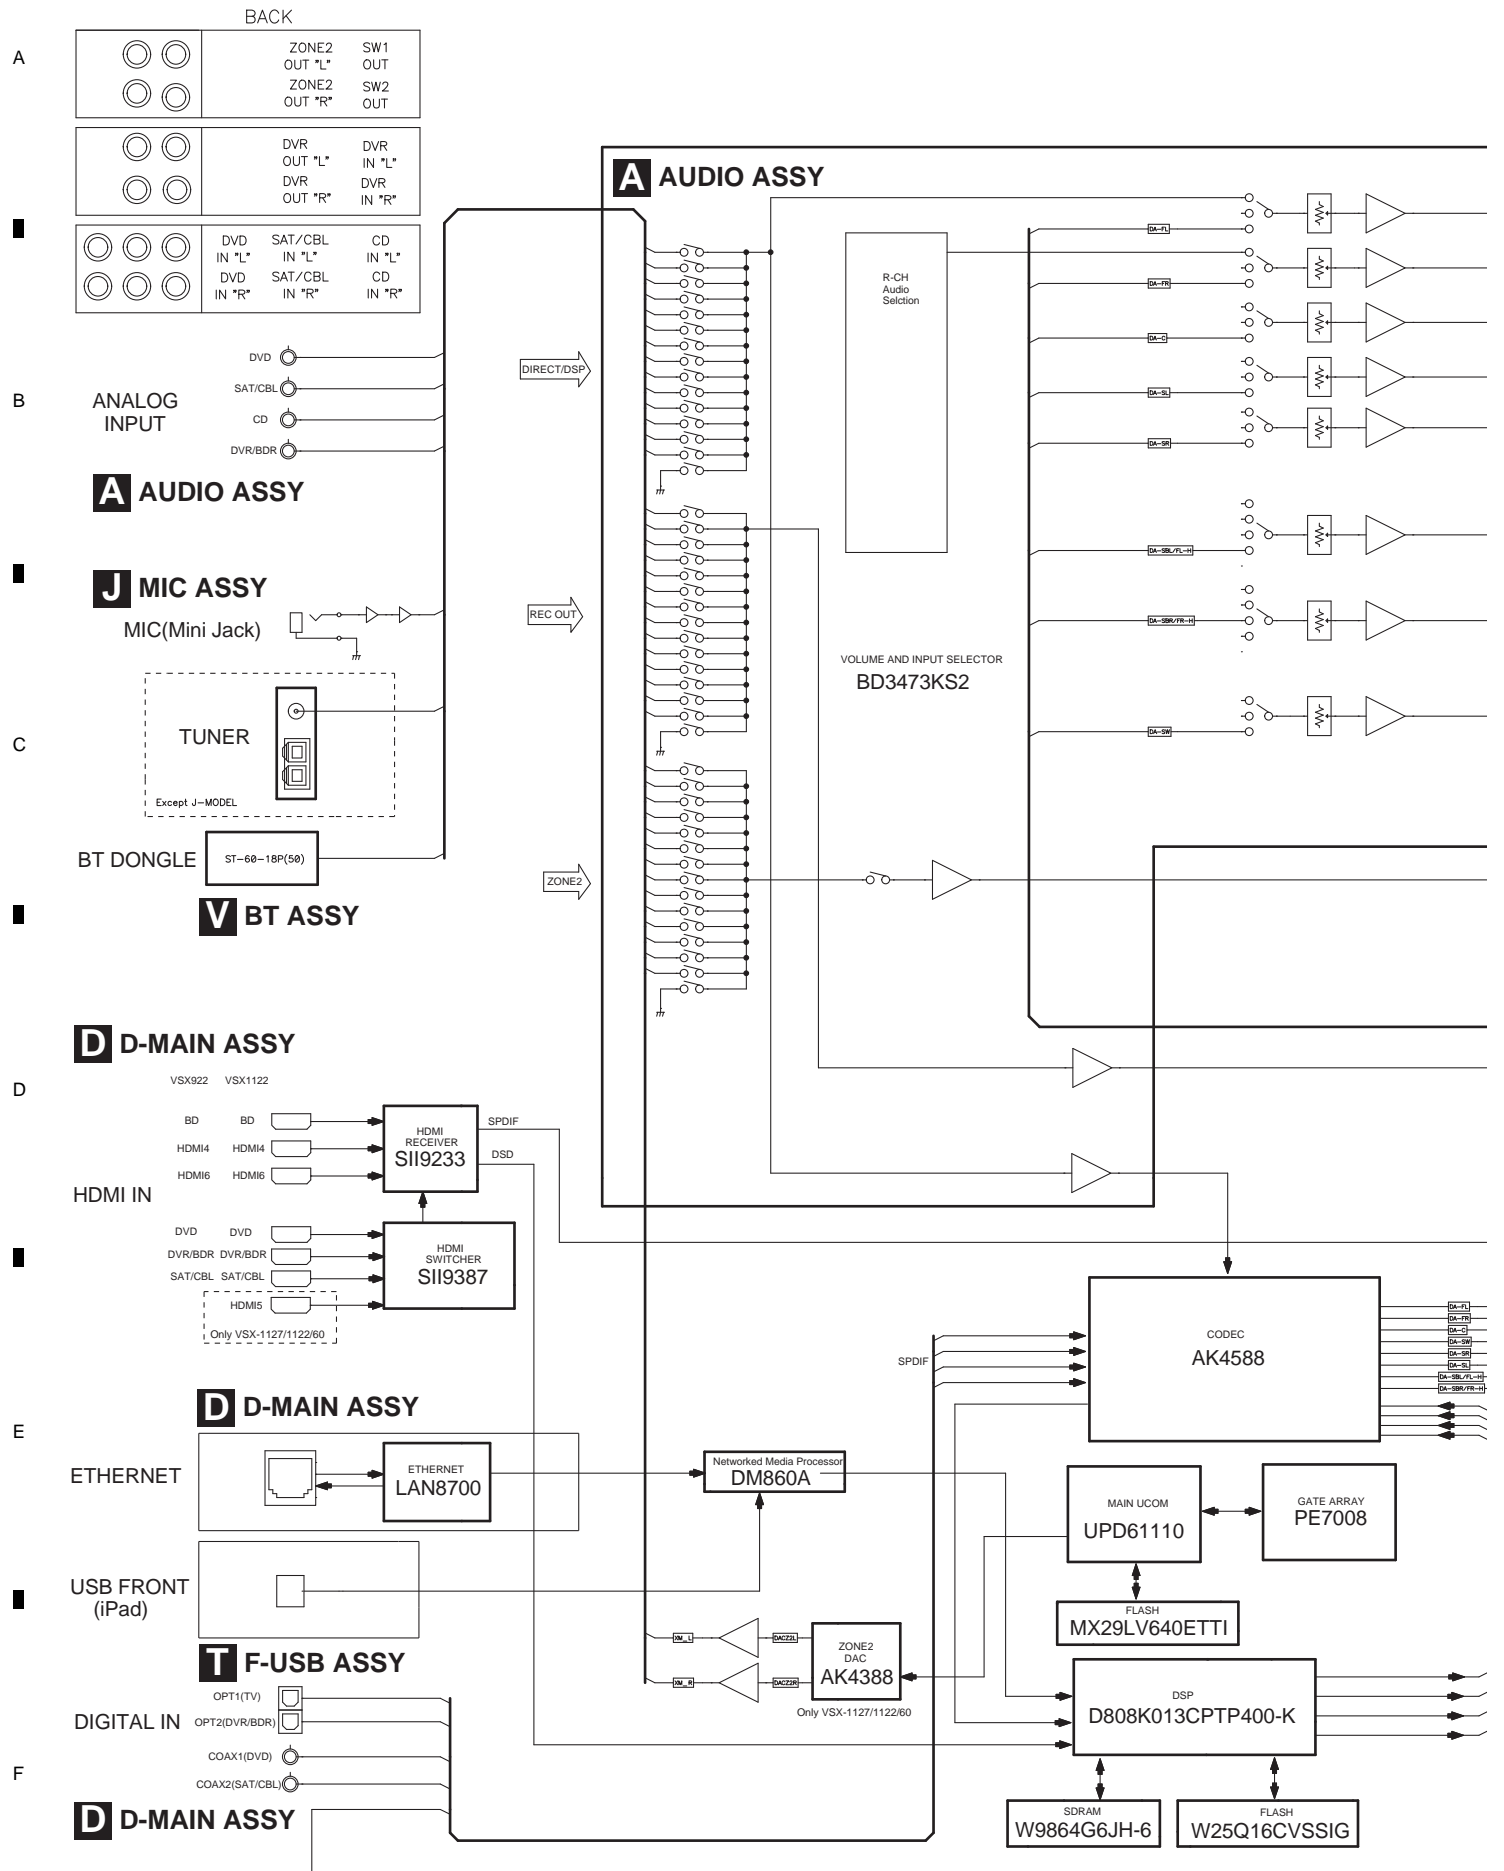 BACK
A
ZONE2 SW1
OUT "L" OUT
ZONE2 SW2
OUT "R" OUT
DVR DVR
OUT "L" IN "L"
DVR DVR
OUT "R" IN "R"
DVD SAT/CBL CD
IN "L" IN "L" IN "L"
DVD SAT/CBL CD
IN "R" IN "R" IN "R"
A AUDIO ASSY
R-CH
Audio
Selction
DA-FL
DA-FR
DA-C
DA-SL
DA-SR
DA-SBL/FL-H
DA-SBR/FR-H
DA-SW
DIRECT/DSP
REC OUT
ZONE2
VOLUME AND INPUT SELECTOR
BD3473KS2
B
ANALOG
INPUT
DVD
SAT/CBL
CD
DVR/BDR
A AUDIO ASSY
J MIC ASSY
MIC(Mini Jack)
C
TUNER
Except J-MODEL
BT DONGLE
ST-60-18P(50)
V BT ASSY
D D-MAIN ASSY
D
VSX922 VSX1122
BD BD
HDMI4 HDMI4
HDMI6 HDMI6
HDMI IN
DVD DVD
DVR/BDR DVR/BDR
SAT/CBL SAT/CBL
HDMI5
Only VSX-1127/1122/60
HDMI
RECEIVER
SII9233
SPDIF
DSD
HDMI
SWITCHER
SII9387
SPDIF
CODEC
AK4588
DA-FL
DA-FR
DA-C
DA-SW
DA-SR
DA-SL
DA-SBL/FL-H
DA-SBR/FR-H
E
D D-MAIN ASSY
ETHERNET
ETHERNET
LAN8700
Networked Media Processor
DM860A
MAIN UCOM
UPD61110
GATE ARRAY
PE7008
FLASH
MX29LV640ETTI
USB FRONT
(iPad)
T F-USB ASSY
XM_L
DACZ2L
XM_R
DACZ2R
ZONE2
DAC
AK4388
Only VSX-1127/1122/60
DSP
D808K013CPTP400-K
DIGITAL IN
OPT1(TV)
OPT2(DVR/BDR)
COAX1(DVD)
COAX2(SAT/CBL)
F
D D-MAIN ASSY
SDRAM
W9864G6JH-6
FLASH
W25Q16CVSSIG